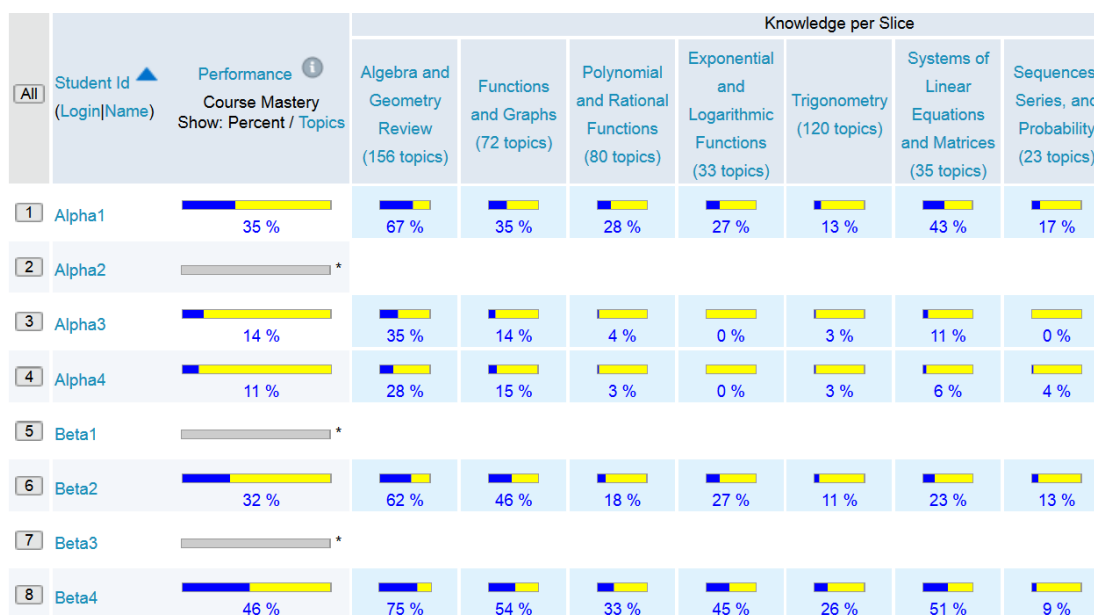 Knowledge per Slice
All
Student Id
(Login|Name)
Performance i
Course Mastery
Show: Percent / Topics
Algebra and
Geometry
Review
(156 topics)
Functions
and Graphs
(72 topics)
Polynomial
and Rational
Functions
(80 topics)
Exponential
and
Logarithmic
Functions
(33 topics)
Trigonometry
(120 topics)
Systems of
Linear
Equations
and Matrices
(35 topics)
Sequences
Series, and
Probability
(23 topics)
1 Alpha1 35 % 67 % 35 % 28 % 27 % 13 % 43 % 17 %
2 Alpha2 *
3 Alpha3 14 % 35 % 14 % 4 % 0 % 3 % 11 % 0 %
4 Alpha4 11 % 28 % 15 % 3 % 0 % 3 % 6 % 4 %
5 Beta1 *
6 Beta2 32 % 62 % 46 % 18 % 27 % 11 % 23 % 13 %
7 Beta3 *
8 Beta4 46 % 75 % 54 % 33 % 45 % 26 % 51 % 9 %